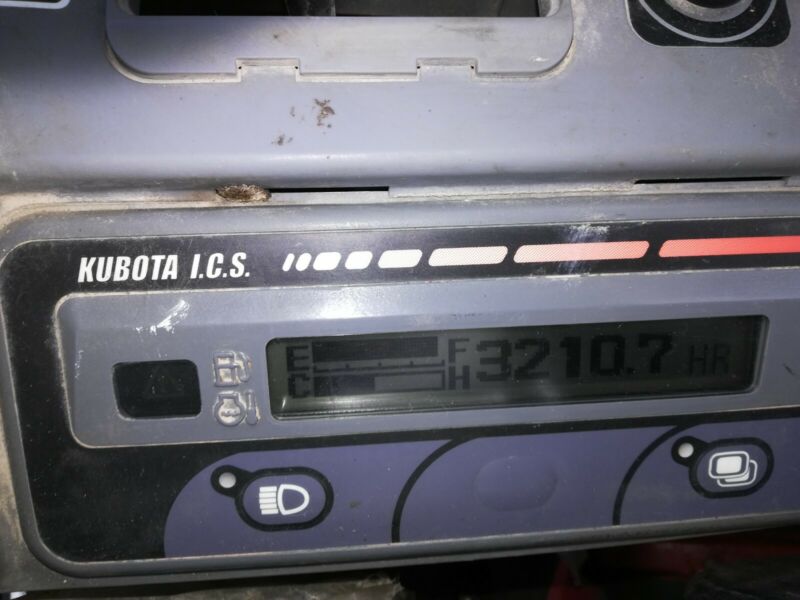 KUBOTA I.C.S.
E F 3210.7 HR
C H